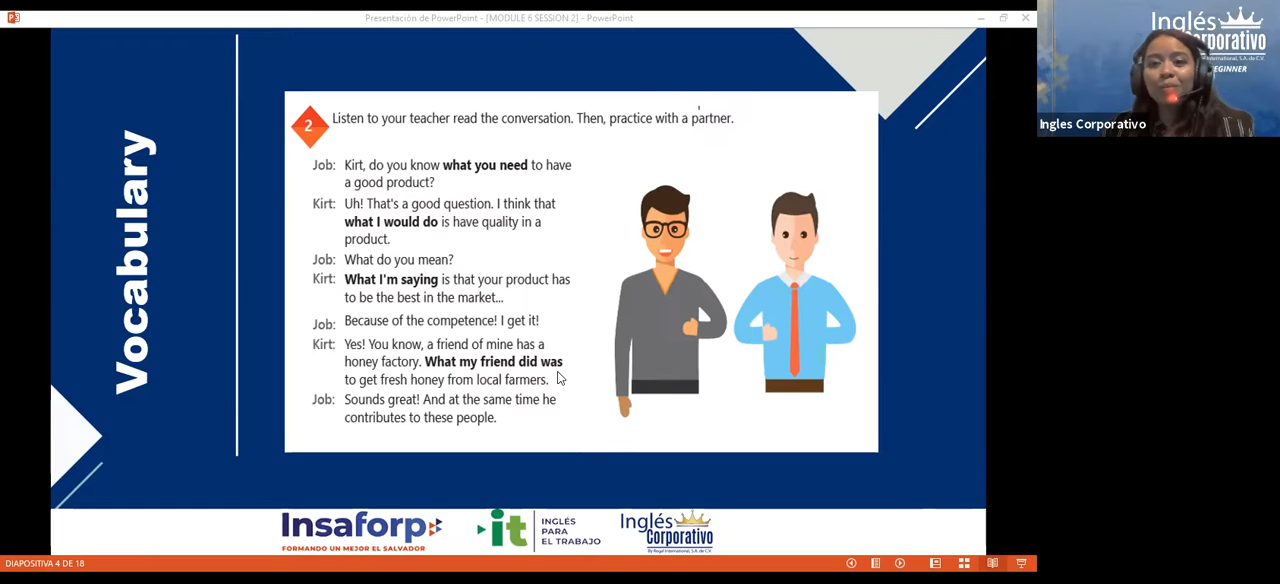 Presentación de PowerPoint - [MODULE 6 SESSION 2] - PowerPoint
Inglés
Corporativo
BEGINNER
Ingles Corporativo
Vocabulary
2 Listen to your teacher read the conversation. Then, practice with a partner.
Job: Kirt, do you know what you need to have
a good product?
Kirt: Uh! That's a good question. I think that
what I would do is have quality in a
product.
Job: What do you mean?
Kirt: What I'm saying is that your product has
to be the best in the market...
Job: Because of the competence! I get it!
Kirt: Yes! You know, a friend of mine has a
honey factory. What my friend did was
to get fresh honey from local farmers.
Job: Sounds great! And at the same time he
contributes to these people.
Insaforp
FORMANDO UN MEJOR EL SALVADOR
it
INGLÉS
PARA
EL TRABAJO
Inglés
Corporativo
By Regal International, S.A. de C.V.
DIAPOSITIVA 4 DE 18